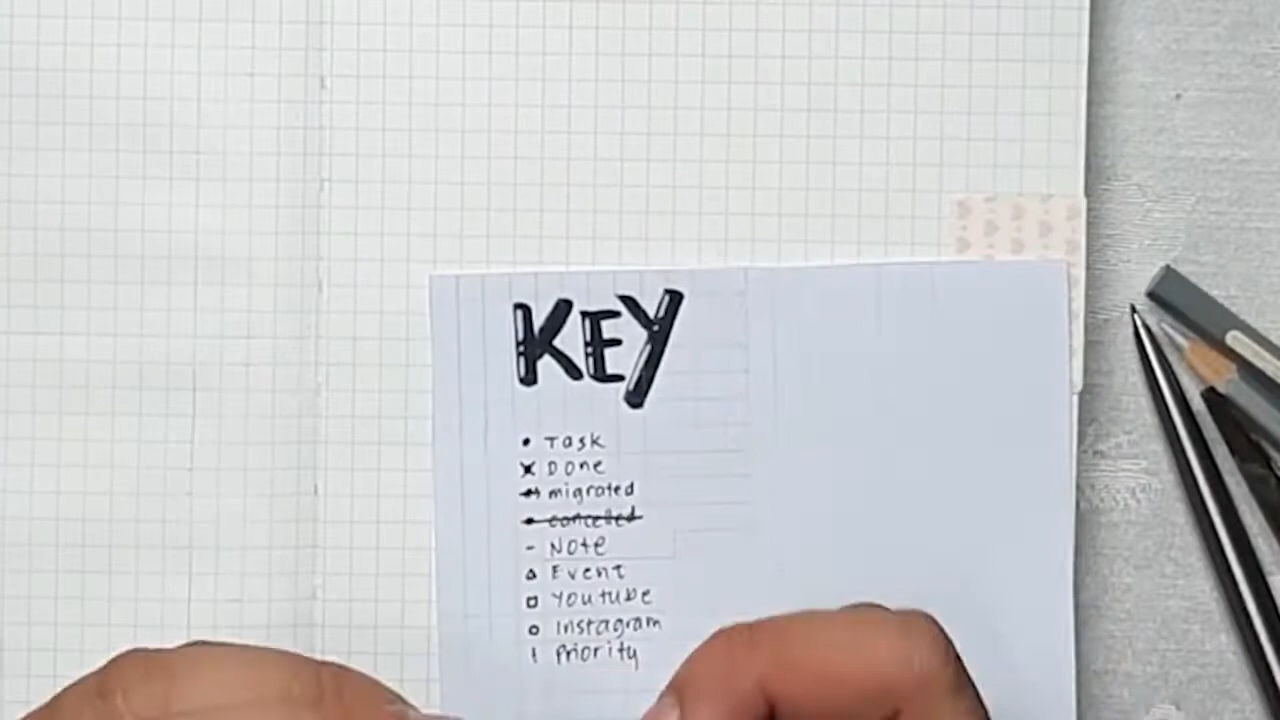 KEY
• Task
x Done
migrated
• cancelled
- Note
△ Event
□ Youtube
○ Instagram
! Priority